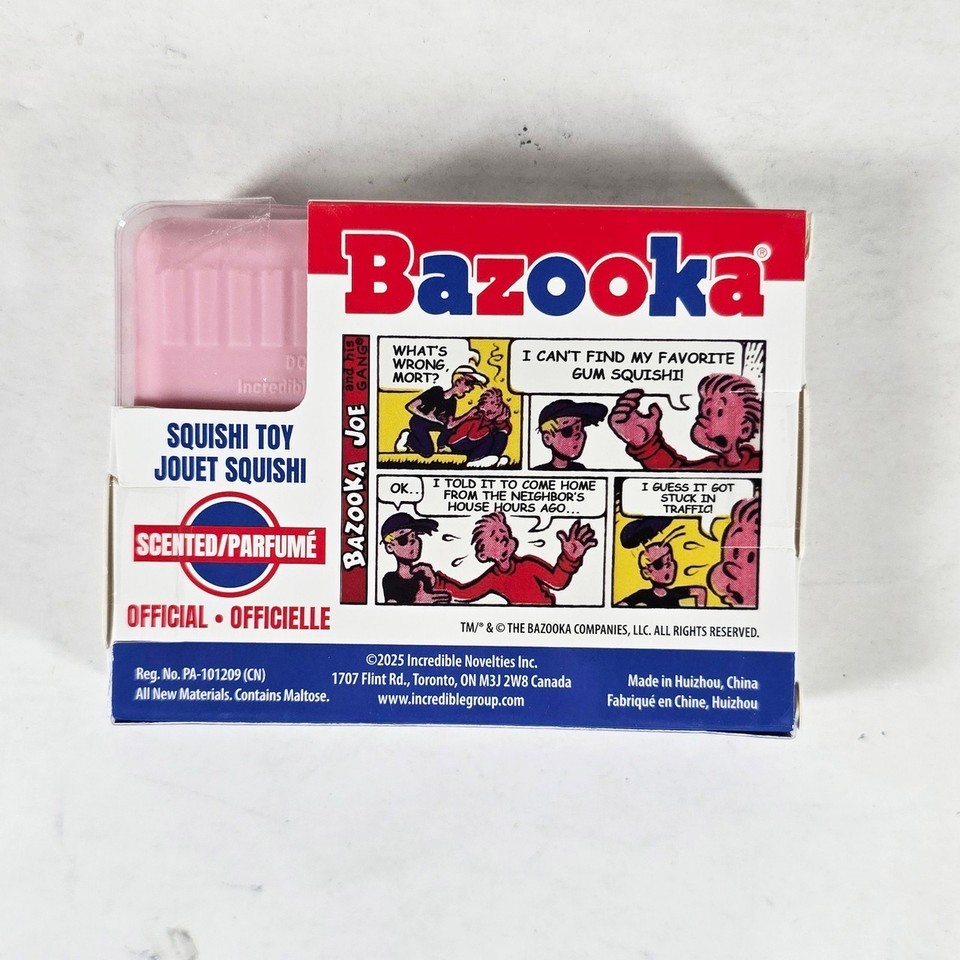 Bazooka®
BAZOOKA JOE and his GANG®
WHAT'S
WRONG,
MORT?
I CAN'T FIND MY FAVORITE
GUM SQUISHI!
OK..
I TOLD IT TO COME HOME
FROM THE NEIGHBOR'S
HOUSE HOURS AGO...
I GUESS IT GOT
STUCK IN
TRAFFIC!
TM/® & © THE BAZOOKA COMPANIES, LLC. ALL RIGHTS RESERVED.
DO
Incredib
SQUISHI TOY
JOUET SQUISHI
SCENTED/PARFUMÉ
OFFICIAL • OFFICIELLE
Reg. No. PA-101209 (CN)
All New Materials. Contains Maltose.
©2025 Incredible Novelties Inc.
1707 Flint Rd., Toronto, ON M3J 2W8 Canada
www.incrediblegroup.com
Made in Huizhou, China
Fabriqué en Chine, Huizhou